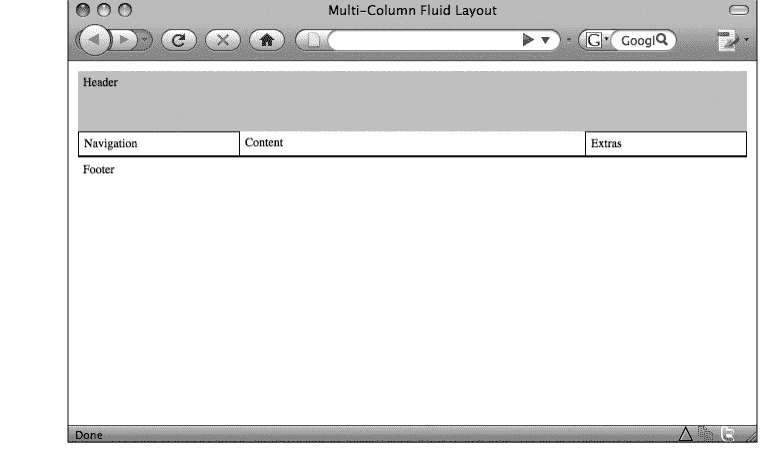 Multi-Column Fluid Layout
G Googl
Header
Navigation Content Extras
Footer
Done